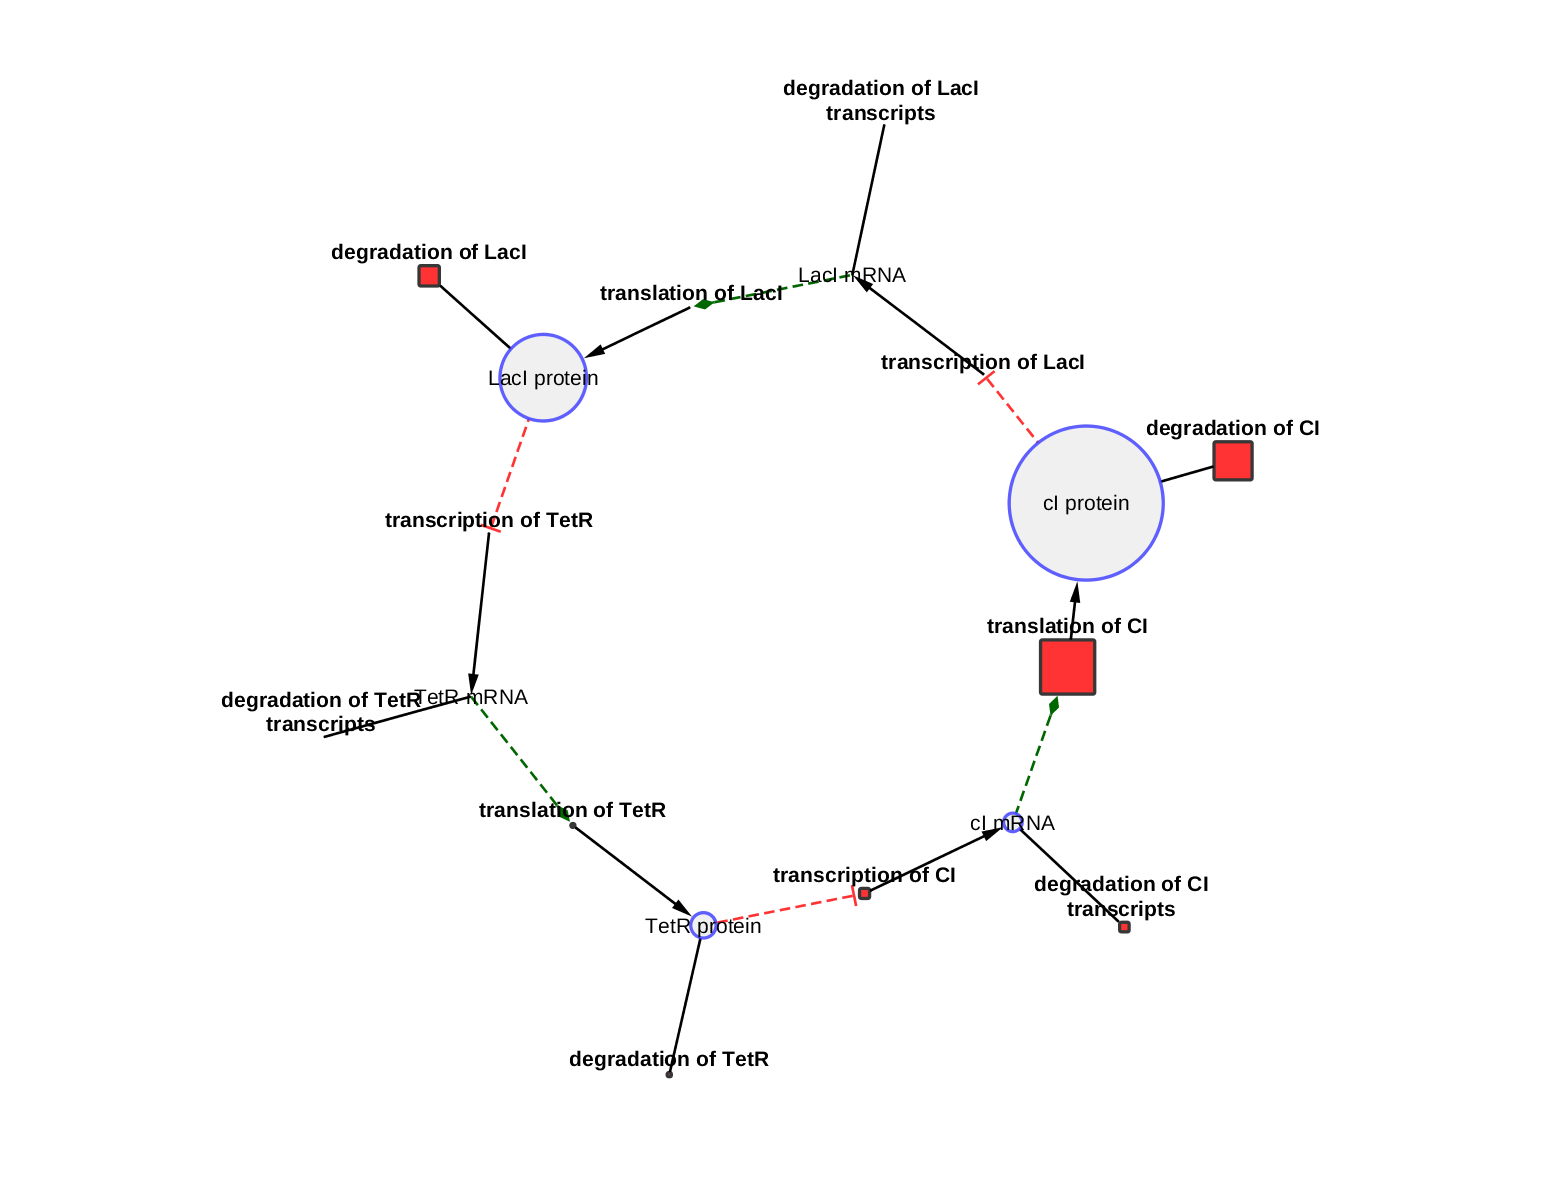 degradation of LacI
transcripts
degradation of LacI
LacI mRNA
translation of LacI
transcription of LacI
LacI protein
degradation of CI
cI protein
transcription of TetR
translation of CI
degradation of TetR
transcripts
TetR mRNA
translation of TetR
cI mRNA
transcription of CI
degradation of CI
transcripts
TetR protein
degradation of TetR